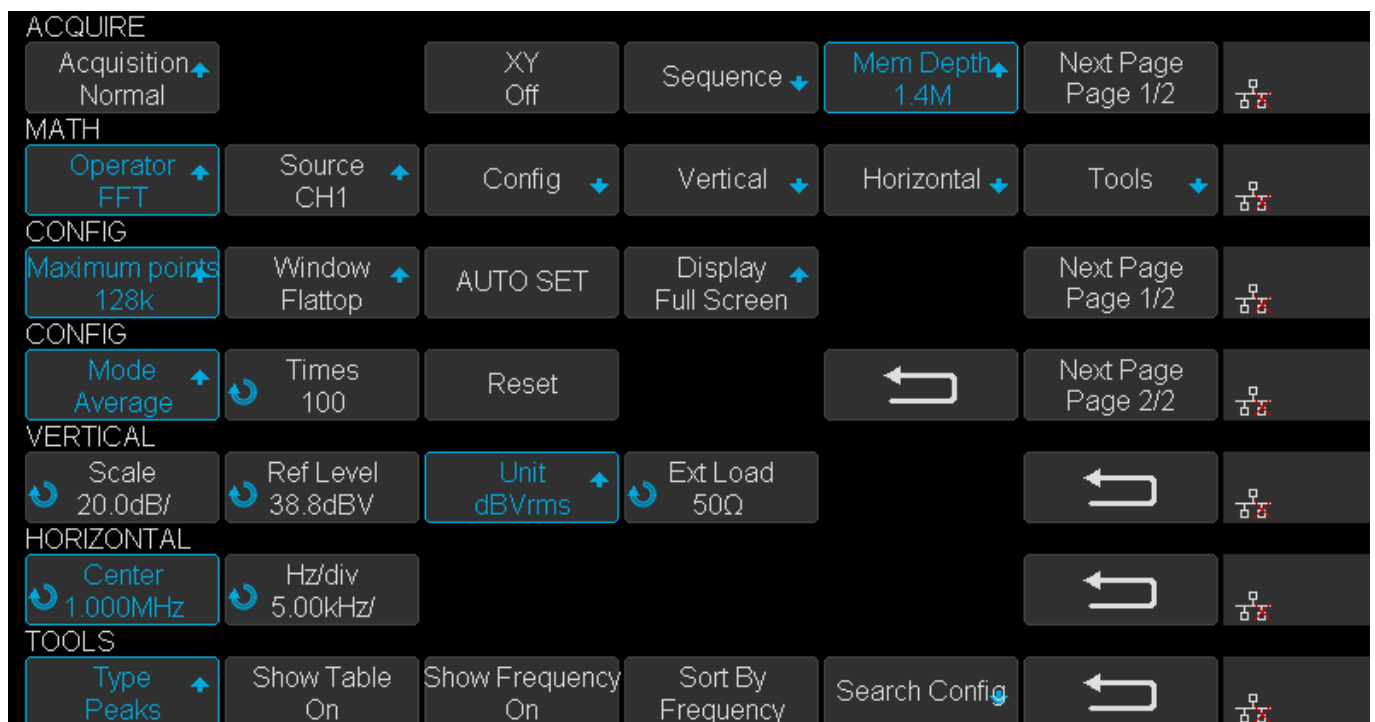 ACQUIRE
Acquisition
Normal
XY
Off
Sequence
Mem Depth
1.4M
Next Page
Page 1/2
MATH
Operator
FFT
Source
CH1
Config
Vertical
Horizontal
Tools
CONFIG
Maximum points
128k
Window
Flattop
AUTO SET
Display
Full Screen
Next Page
Page 1/2
CONFIG
Mode
Average
Times
100
Reset
Next Page
Page 2/2
VERTICAL
Scale
20.0dB/
Ref Level
38.8dBV
Unit
dBVrms
Ext Load
50Ω
HORIZONTAL
Center
1.000MHz
Hz/div
5.00kHz/
TOOLS
Type
Peaks
Show Table
On
Show Frequency
On
Sort By
Frequency
Search Config